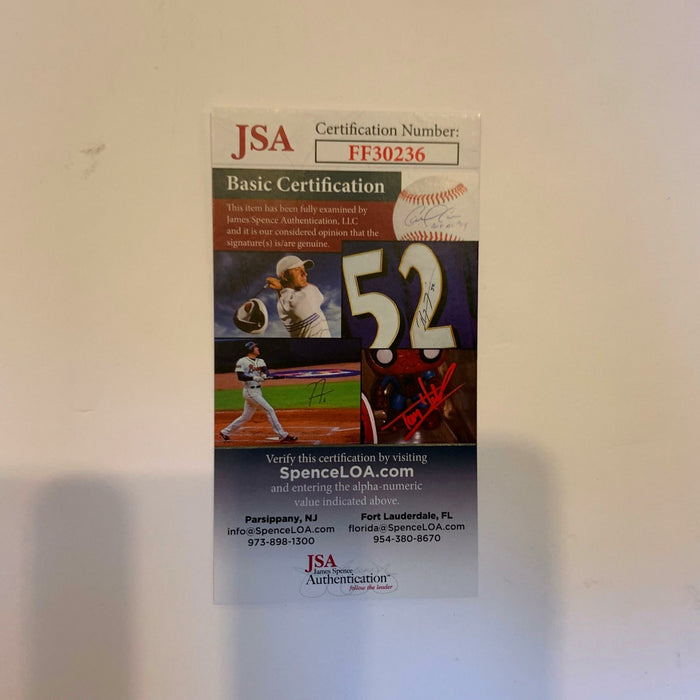 JSA
Certification Number:
FF30236
Basic Certification
This item has been fully examined by
James Spence Authentication, LLC
and it is our considered opinion that the
signature(s) is/are genuine.
52
Verify this certification by visiting
SpenceLOA.com
and entering the alpha-numeric
value indicated above.
Parsippany, NJ
info@SpenceLOA.com
973-898-1300
Fort Lauderdale, FL
florida@SpenceLOA.com
954-380-8670
JSA
James Spence
Authentication
follow the leader